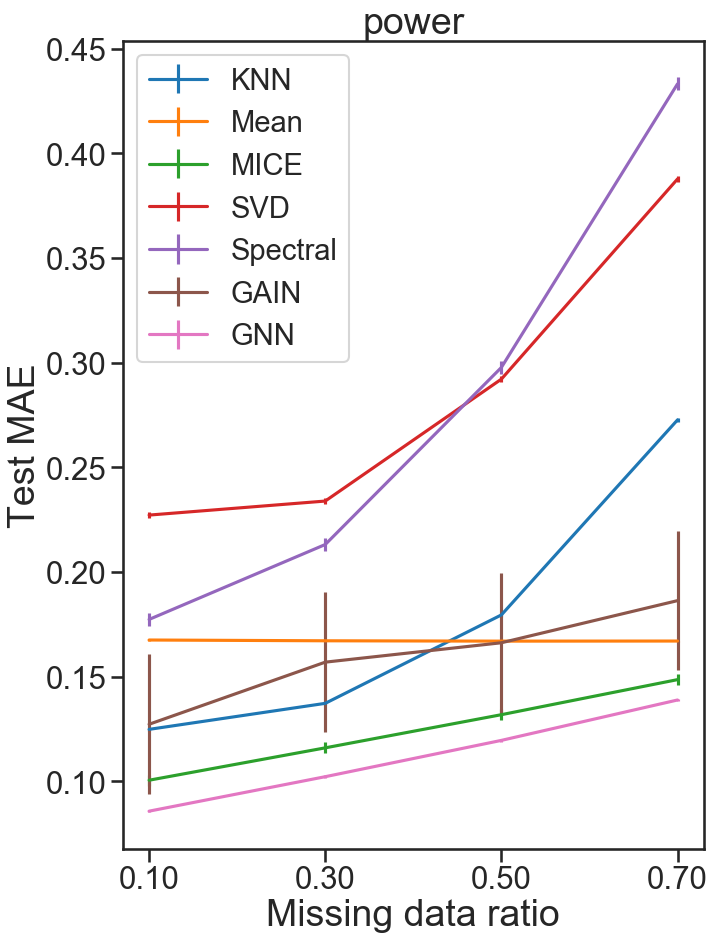 power
0.45
0.40
0.35
0.30
0.25
0.20
0.15
0.10
Test MAE
KNN
Mean
MICE
SVD
Spectral
GAIN
GNN
0.10 0.30 0.50 0.70
Missing data ratio